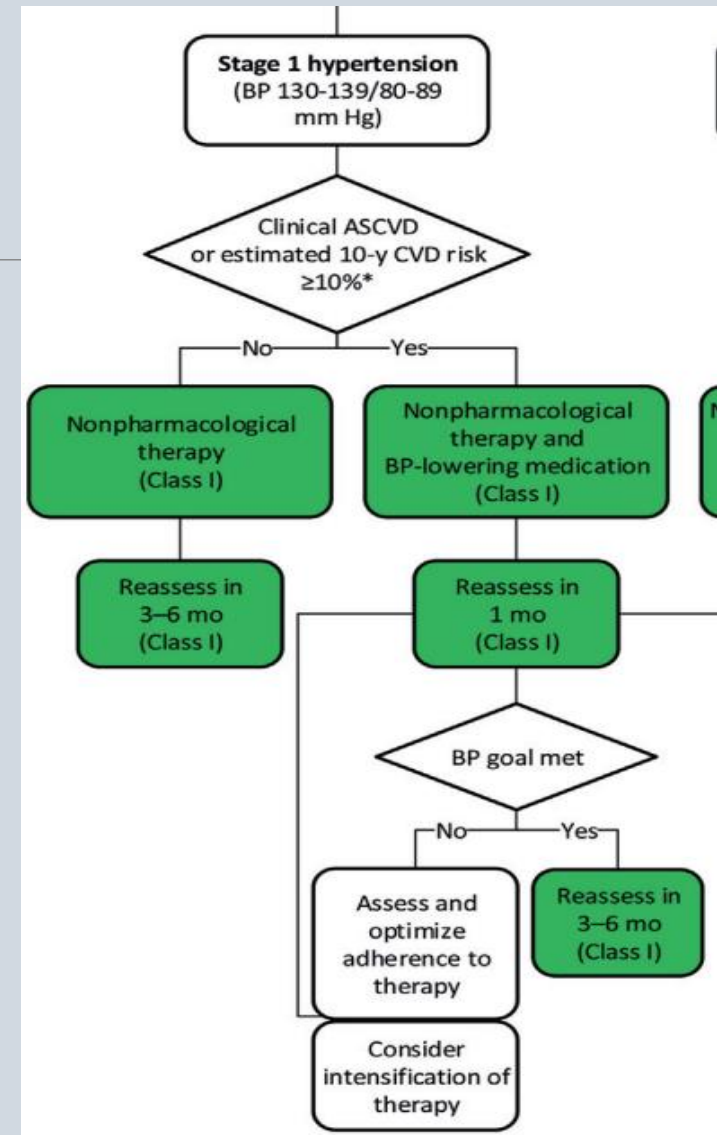 Stage 1 hypertension
(BP 130-139/80-89
mm Hg)
Clinical ASCVD
or estimated 10-y CVD risk
≥10%*
No
Yes
Nonpharmacological
therapy
(Class I)
Nonpharmacological
therapy and
BP-lowering medication
(Class I)
N
Reassess in
3–6 mo
(Class I)
Reassess in
1 mo
(Class I)
BP goal met
No
Yes
Assess and
optimize
adherence to
therapy
Reassess in
3–6 mo
(Class I)
Consider
intensification of
therapy